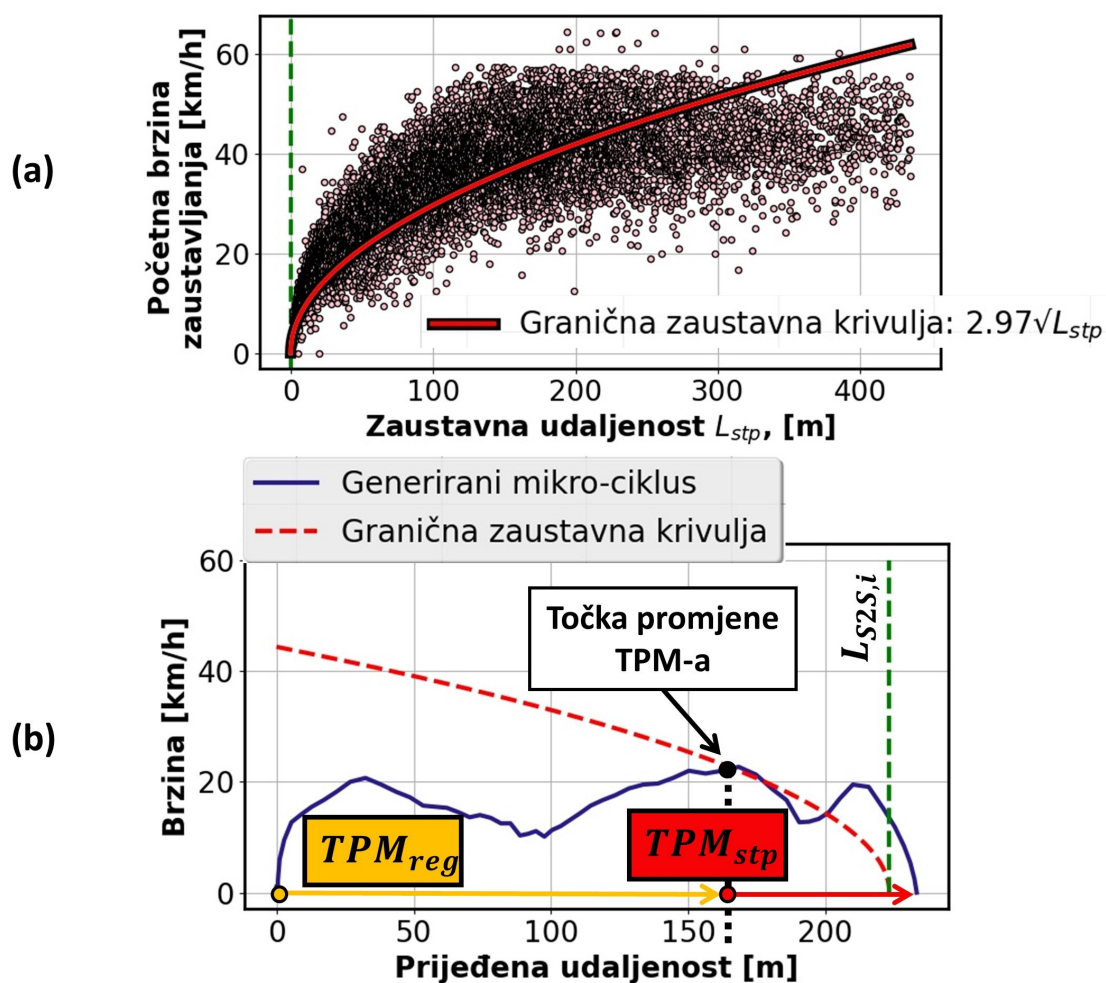 (a)
Početna brzina
zaustavljanja [km/h]
60
40
20
0
Granična zaustavna krivulja: 2.97√L_stp
0 100 200 300 400
Zaustavna udaljenost L_stp, [m]
Generirani mikro-ciklus
Granična zaustavna krivulja
(b)
Brzina [km/h]
60
40
20
0
Točka promjene
TPM-a
L_S2S,i
TPM_reg
TPM_stp
0 50 100 150 200
Prijeđena udaljenost [m]